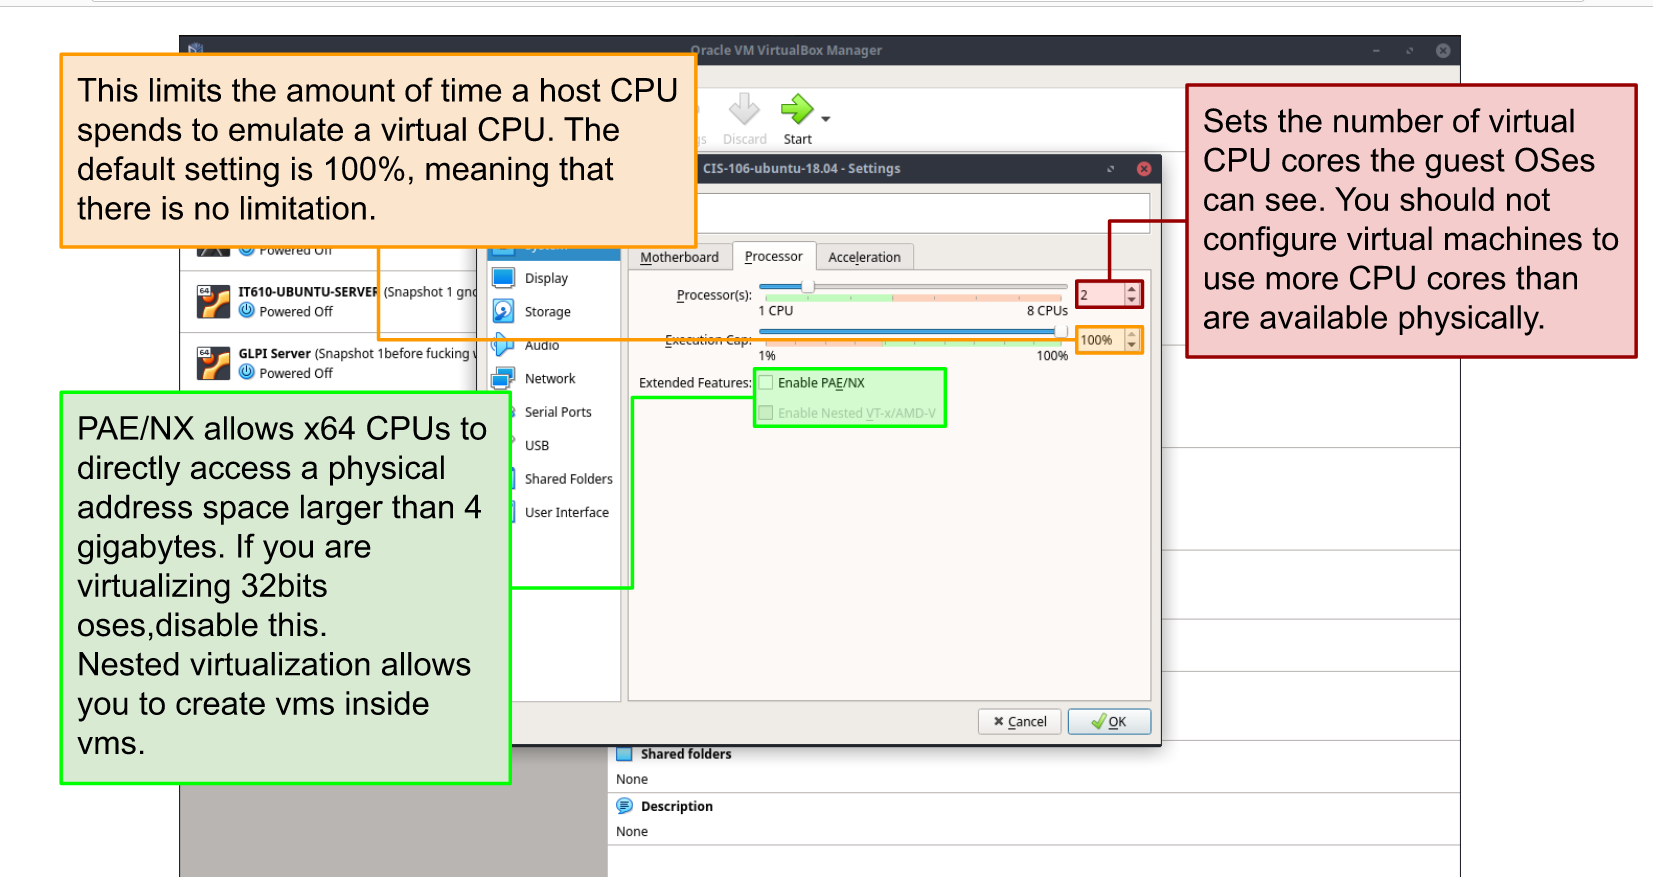 Oracle VM VirtualBox Manager
This limits the amount of time a host CPU
spends to emulate a virtual CPU. The
default setting is 100%, meaning that
there is no limitation.
Discard
Start
Sets the number of virtual
CPU cores the guest OSes
can see. You should not
configure virtual machines to
use more CPU cores than
are available physically.
CIS-106-ubuntu-18.04 - Settings
Powered Off
Motherboard
Processor
Acceleration
64
IT610-UBUNTU-SERVER (Snapshot 1 gno
Powered Off
Display
Storage
Audio
Network
Serial Ports
USB
Shared Folders
User Interface
Processor(s):
2
1 CPU
8 CPUs
Execution Cap:
100%
1%
100%
Extended Features:
Enable PAE/NX
Enable Nested VT-x/AMD-V
64
GLPI Server (Snapshot 1before fucking
Powered Off
PAE/NX allows x64 CPUs to
directly access a physical
address space larger than 4
gigabytes. If you are
virtualizing 32bits
oses,disable this.
Nested virtualization allows
you to create vms inside
vms.
Cancel
OK
Shared folders
None
Description
None